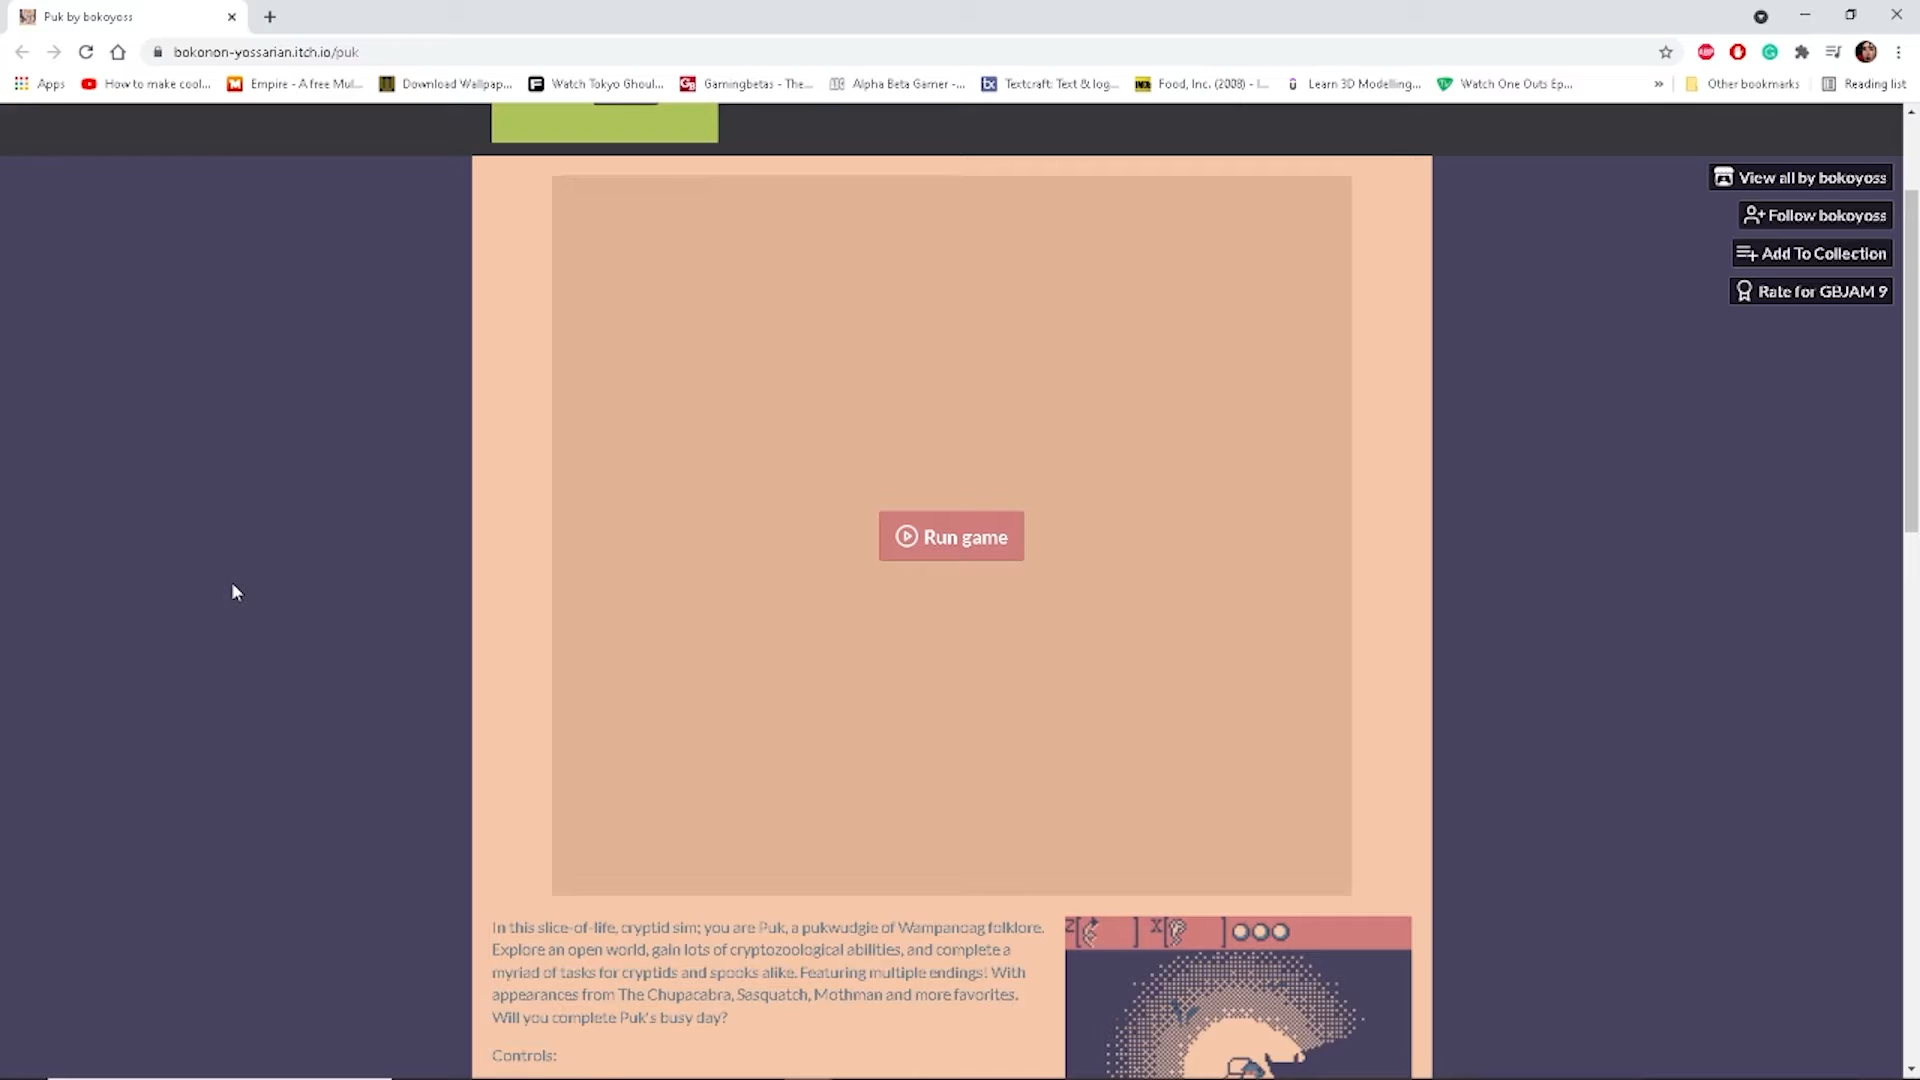 Puk by bokoyoss
bokonon-yossarian.itch.io/puk
Apps
How to make cool...
Empire - A free Mul...
Download Wallpap...
Watch Tokyo Ghoul...
Gamingbetas - The...
Alpha Beta Gamer -...
Textcraft: Text & log...
Food, Inc. (2008) - I...
Learn 3D Modelling...
Watch One Outs Ep...
»
Other bookmarks
Reading list
View all by bokoyoss
Follow bokoyoss
Add To Collection
Rate for GBJAM 9
Run game
In this slice-of-life, cryptid sim; you are Puk, a pukwudgie of Wampanoag folklore.
Explore an open world, gain lots of cryptozoological abilities, and complete a
myriad of tasks for cryptids and spooks alike. Featuring multiple endings! With
appearances from The Chupacabra, Sasquatch, Mothman and more favorites.
Will you complete Puk's busy day?
Controls:
Z[ ] X[ ]